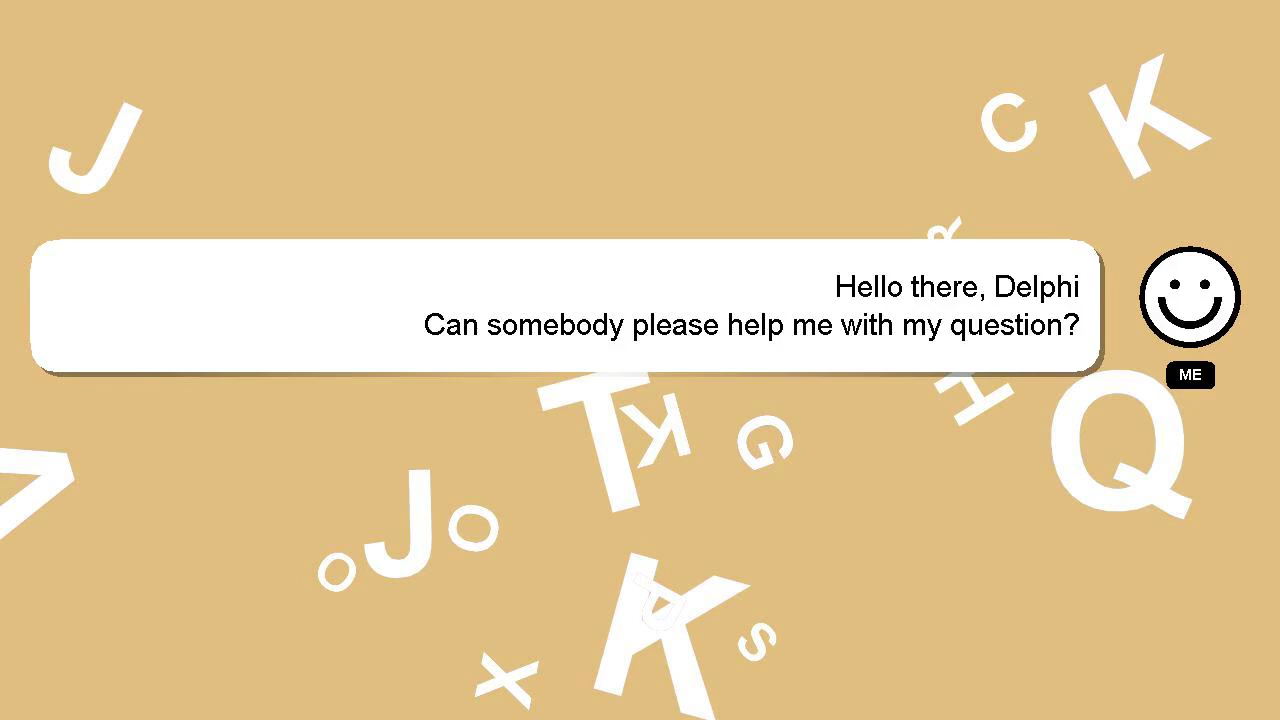 J
C
K
R
Hello there, Delphi
Can somebody please help me with my question?
ME
H
T
K
G
Q
J
O
O
K
S
X